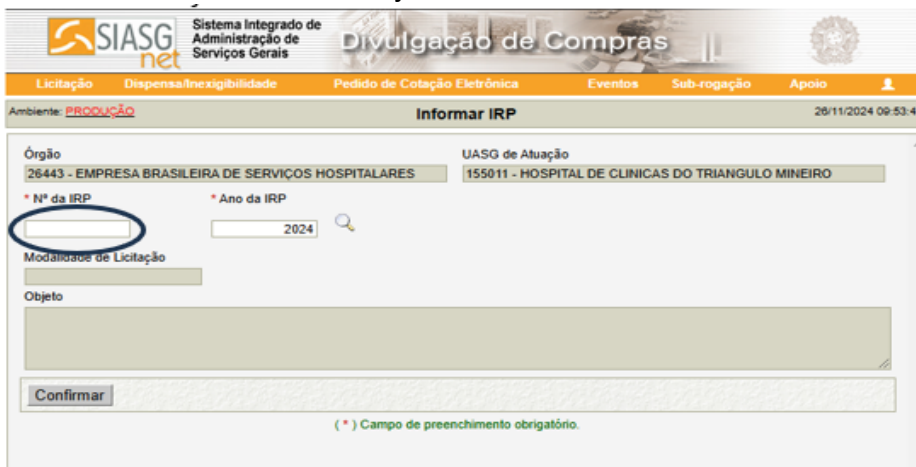 SIASG
net
Sistema Integrado de
Administração de
Serviços Gerais
Divulgação de Compras
Licitação Dispensa/Inexigibilidade Pedido de Cotação Eletrônica Eventos Sub-rogação Apoio
Ambiente: PRODUÇÃO Informar IRP 26/11/2024 09:53:4
Órgão UASG de Atuação
26443 - EMPRESA BRASILEIRA DE SERVIÇOS HOSPITALARES 155011 - HOSPITAL DE CLINICAS DO TRIANGULO MINEIRO
* Nº da IRP * Ano da IRP
2024
Modalidade de Licitação
Objeto
Confirmar
( * ) Campo de preenchimento obrigatório.